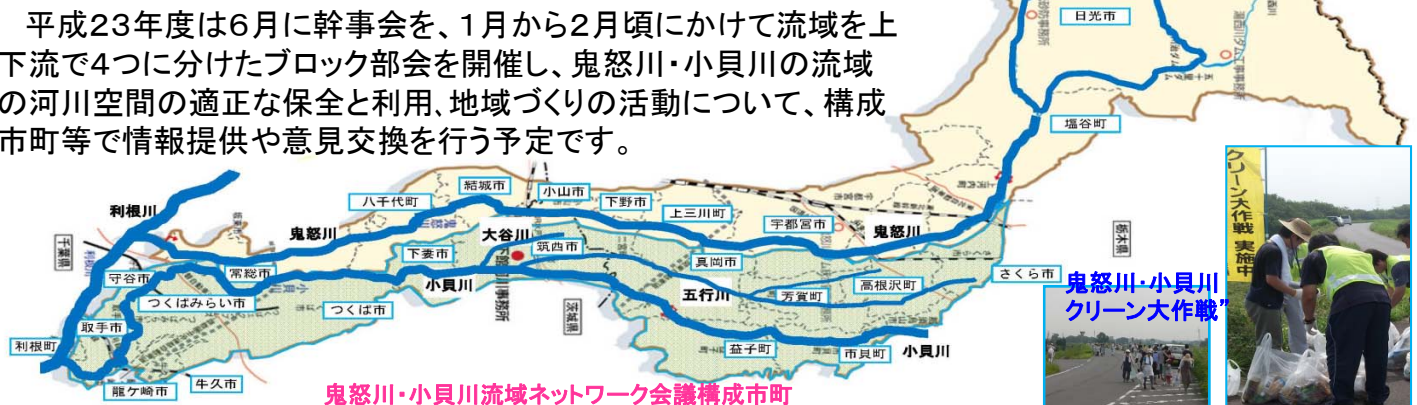 平成23年度は6月に幹事会を、1月から2月頃にかけて流域を上
下流で4つに分けたブロック部会を開催し、鬼怒川・小貝川の流域
の河川空間の適正な保全と利用、地域づくりの活動について、構成
市町等で情報提供や意見交換を行う予定です。
日光市
塩谷町
利根川
八千代町
結城市
小山市
下野市
上三川町
宇都宮市
鬼怒川
鬼怒川
千葉県
守谷市
常総市
下妻市
大谷川
筑西市
真岡市
栃木県
さくら市
つくばみらい市
つくば市
小貝川
茨城県
五行川
芳賀町
高根沢町
取手市
利根町
益子町
市貝町
小貝川
龍ケ崎市
牛久市
鬼怒川・小貝川流域ネットワーク会議構成市町
鬼怒川・小貝川
クリーン大作戦”
クリーン大作戦 実施中